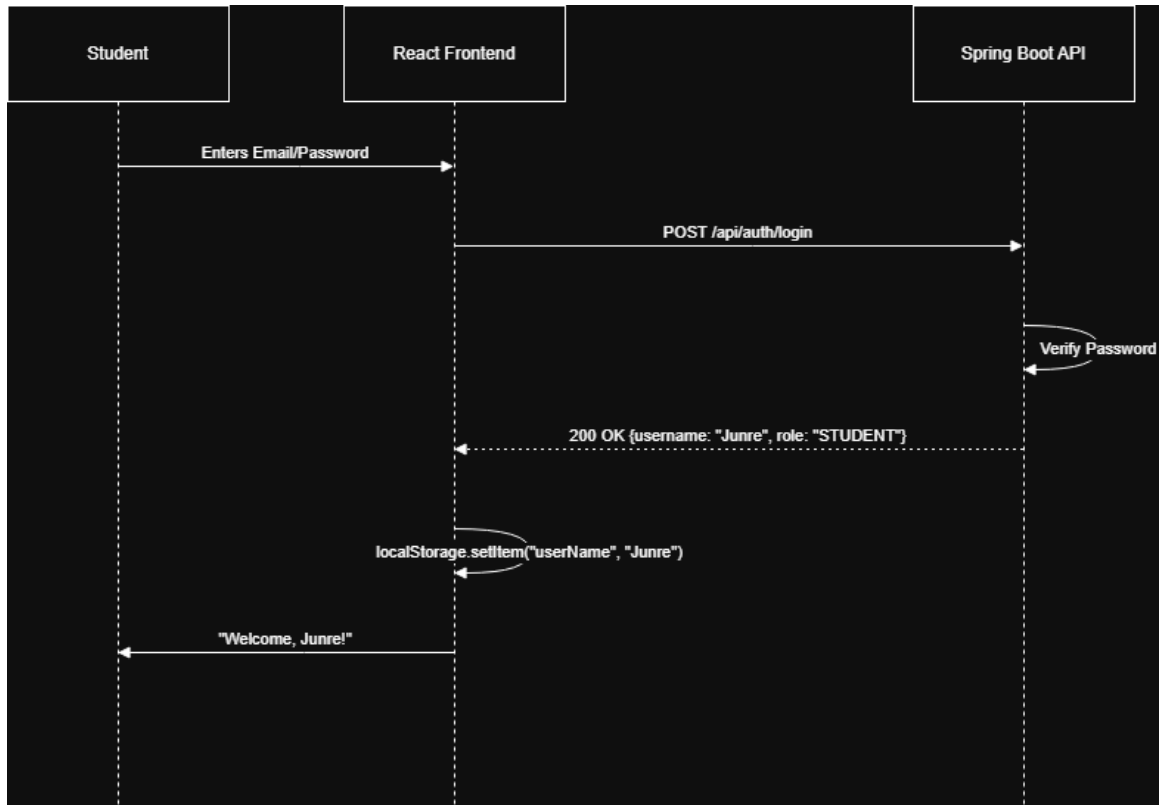 Student
React Frontend
Spring Boot API
Enters Email/Password
POST /api/auth/login
Verify Password
200 OK {username: "Junre", role: "STUDENT"}
localStorage.setItem("userName", "Junre")
"Welcome, Junre!"